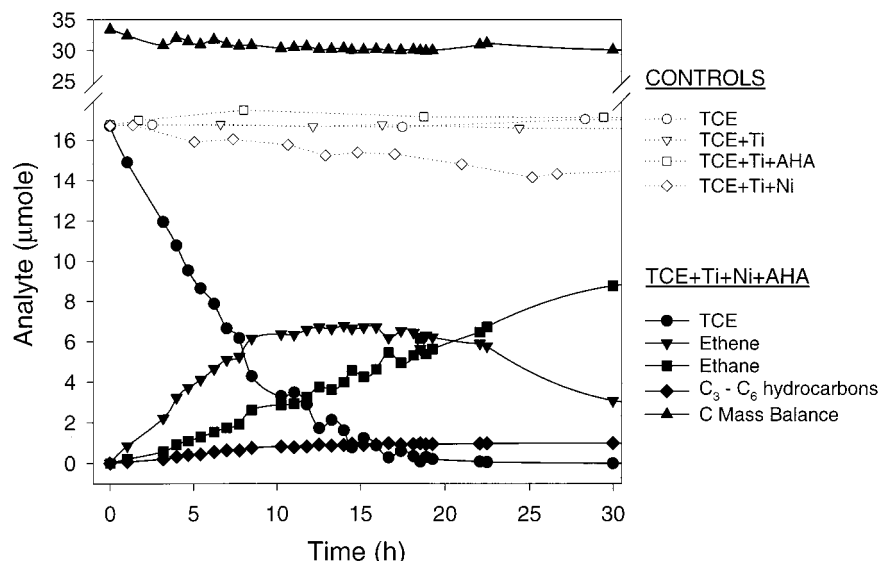 35
30
25
16
14
12
10
8
6
4
2
0
Analyte (μmole)
0 5 10 15 20 25 30
Time (h)
CONTROLS
TCE
TCE+Ti
TCE+Ti+AHA
TCE+Ti+Ni
TCE+Ti+Ni+AHA
TCE
Ethene
Ethane
C₃ - C₆ hydrocarbons
C Mass Balance